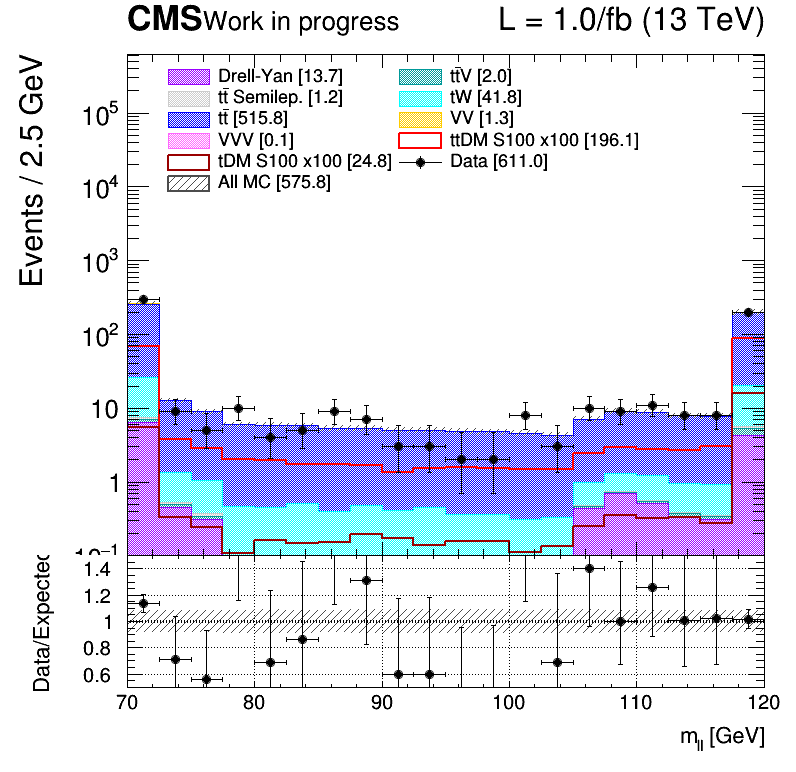 CMS Work in progress L = 1.0/fb (13 TeV)
Events / 2.5 GeV
Drell-Yan [13.7] tt̄V [2.0]
tt̄ Semilep. [1.2] tW [41.8]
tt̄ [515.8] VV [1.3]
VVV [0.1] ttDM S100 x100 [196.1]
tDM S100 x100 [24.8] Data [611.0]
All MC [575.8]
10⁵
10⁴
10³
10²
10
1
10⁻¹
Data/Expected
1.4
1.2
1
0.8
0.6
70 80 90 100 110 120
m_ll [GeV]